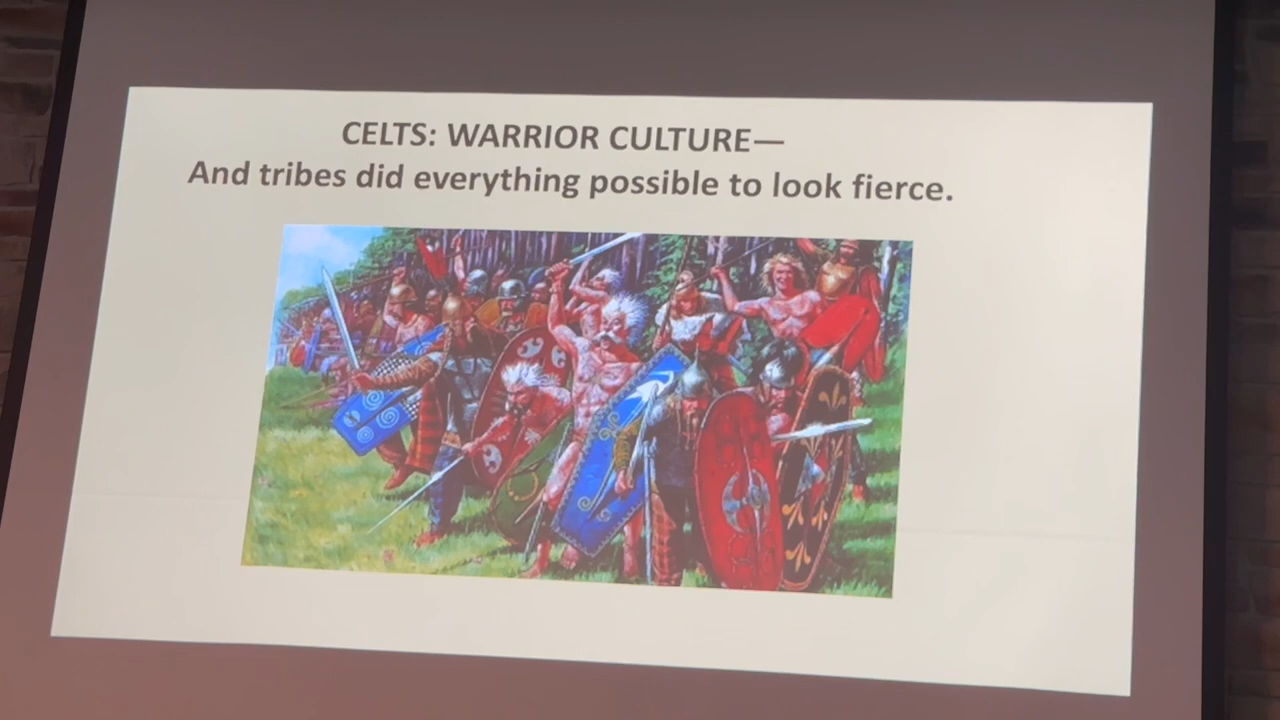 CELTS: WARRIOR CULTURE—
And tribes did everything possible to look fierce.